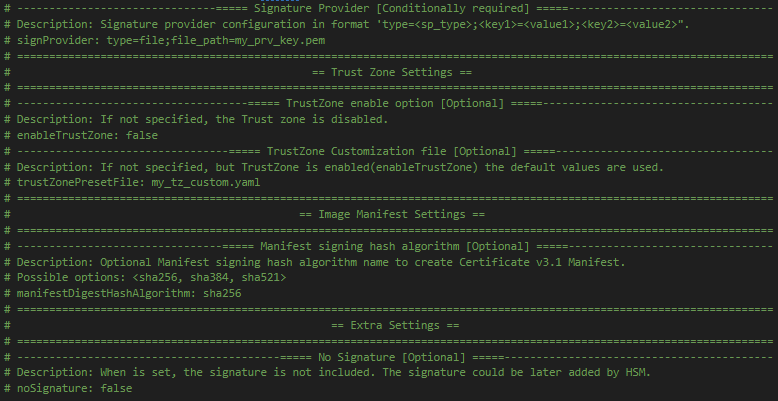 # -------------------------------===== Signature Provider [Conditionally required] =====-------------------------------
# Description: Signature provider configuration in format 'type=<sp_type>;<key1>=<value1>;<key2>=<value2>".
# signProvider: type=file;file_path=my_prv_key.pem
# =====================================================================================================================
#                                               == Trust Zone Settings ==
# =====================================================================================================================
# ------------------------------------===== TrustZone enable option [Optional] =====-----------------------------------
# Description: If not specified, the Trust zone is disabled.
# enableTrustZone: false
# ---------------------------------===== TrustZone Customization file [Optional] =====---------------------------------
# Description: If not specified, but TrustZone is enabled(enableTrustZone) the default values are used.
# trustZonePresetFile: my_tz_custom.yaml
# =====================================================================================================================
#                                             == Image Manifest Settings ==
# =====================================================================================================================
# --------------------------------===== Manifest signing hash algorithm [Optional] =====-------------------------------
# Description: Optional Manifest signing hash algorithm name to create Certificate v3.1 Manifest.
# Possible options: <sha256, sha384, sha521>
# manifestDigestHashAlgorithm: sha256
# =====================================================================================================================
#                                                  == Extra Settings ==
# =====================================================================================================================
# -----------------------------------------===== No Signature [Optional] =====-----------------------------------------
# Description: When is set, the signature is not included. The signature could be later added by HSM.
# noSignature: false